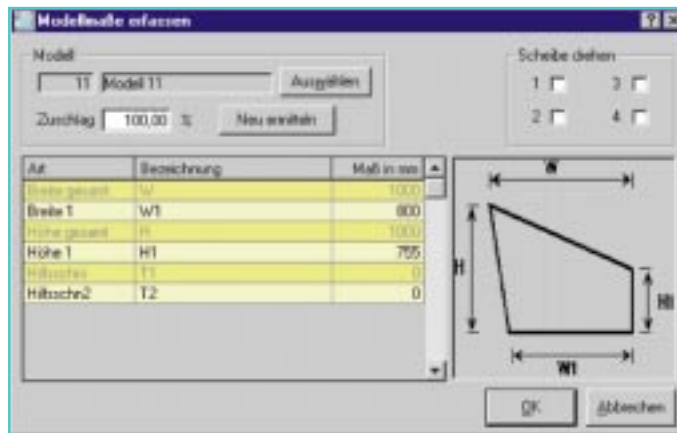 Modellmaße erfassen
Modell
11 Modell 11 Auswählen
Zuschlag 100,00 % Neu ermitteln
Scheibe drehen
1 3
2 4
Art Bezeichnung Maß in mm
Breite gesamt W 1000
Breite 1 W1 800
Höhe gesamt H 1000
Höhe 1 H1 755
T1 0
Hilfsschn2 T2 0
W
H
H1
W1
OK Abbrechen